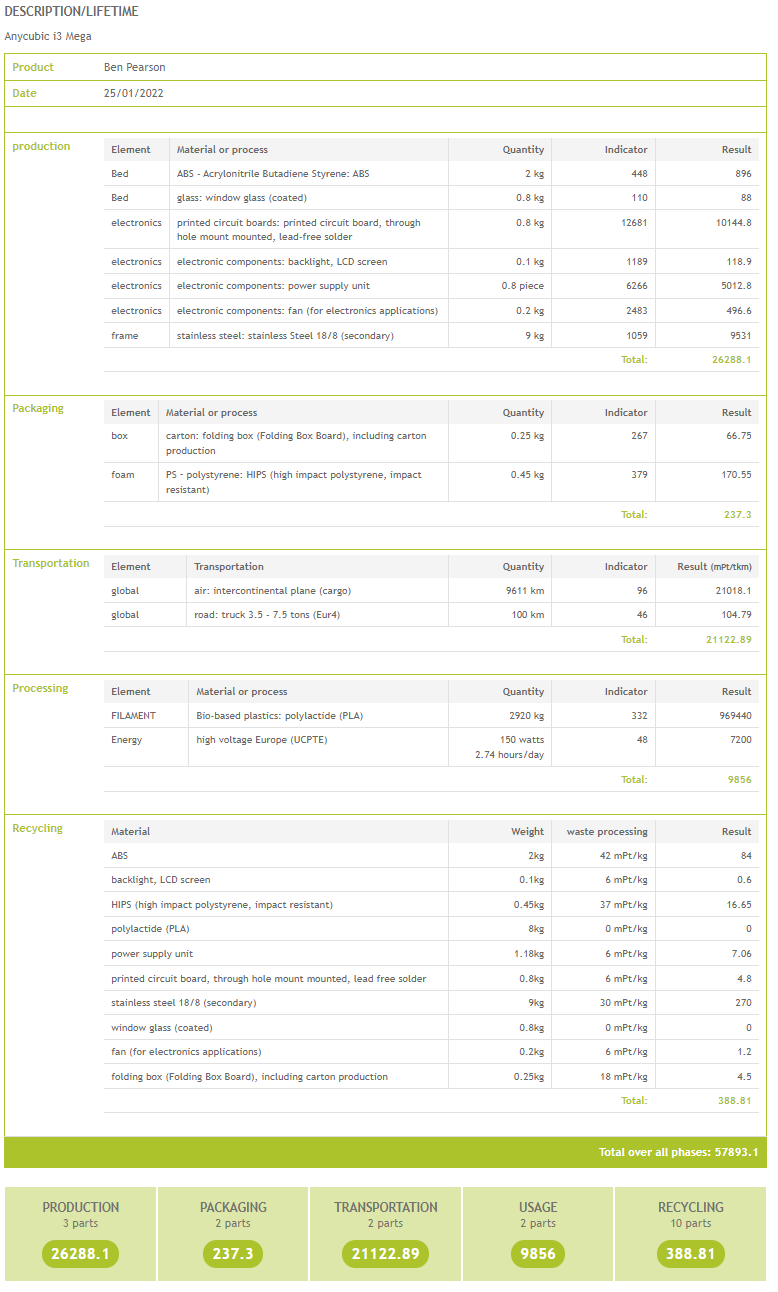 DESCRIPTION/LIFETIME
Anycubic i3 Mega
Product Ben Pearson
Date 25/01/2022
production Element Material or process Quantity Indicator Result
Bed ABS - Acrylonitrile Butadiene Styrene: ABS 2 kg 448 896
Bed glass: window glass (coated) 0.8 kg 110 88
electronics printed circuit boards: printed circuit board, through 0.8 kg 12681 10144.8
hole mount mounted, lead-free solder
electronics electronic components: backlight, LCD screen 0.1 kg 1189 118.9
electronics electronic components: power supply unit 0.8 piece 6266 5012.8
electronics electronic components: fan (for electronics applications) 0.2 kg 2483 496.6
frame stainless steel: stainless Steel 18/8 (secondary) 9 kg 1059 9531
Total: 26288.1
Packaging Element Material or process Quantity Indicator Result
box carton: folding box (Folding Box Board), including carton 0.25 kg 267 66.75
production
foam PS - polystyrene: HIPS (high impact polystyrene, impact 0.45 kg 379 170.55
resistant)
Total: 237.3
Transportation Element Transportation Quantity Indicator Result (mPt/tkm)
global air: intercontinental plane (cargo) 9611 km 96 21018.1
global road: truck 3.5 - 7.5 tons (Eur4) 100 km 46 104.79
Total: 21122.89
Processing Element Material or process Quantity Indicator Result
FILAMENT Bio-based plastics: polylactide (PLA) 2920 kg 332 969440
Energy high voltage Europe (UCPTE) 150 watts 48 7200
2.74 hours/day
Total: 9856
Recycling Material Weight waste processing Result
ABS 2kg 42 mPt/kg 84
backlight, LCD screen 0.1kg 6 mPt/kg 0.6
HIPS (high impact polystyrene, impact resistant) 0.45kg 37 mPt/kg 16.65
polylactide (PLA) 8kg 0 mPt/kg 0
power supply unit 1.18kg 6 mPt/kg 7.06
printed circuit board, through hole mount mounted, lead free solder 0.8kg 6 mPt/kg 4.8
stainless steel 18/8 (secondary) 9kg 30 mPt/kg 270
window glass (coated) 0.8kg 0 mPt/kg 0
fan (for electronics applications) 0.2kg 6 mPt/kg 1.2
folding box (Folding Box Board), including carton production 0.25kg 18 mPt/kg 4.5
Total: 388.81
Total over all phases: 57893.1
PRODUCTION PACKAGING TRANSPORTATION USAGE RECYCLING
3 parts 2 parts 2 parts 2 parts 10 parts
26288.1 237.3 21122.89 9856 388.81